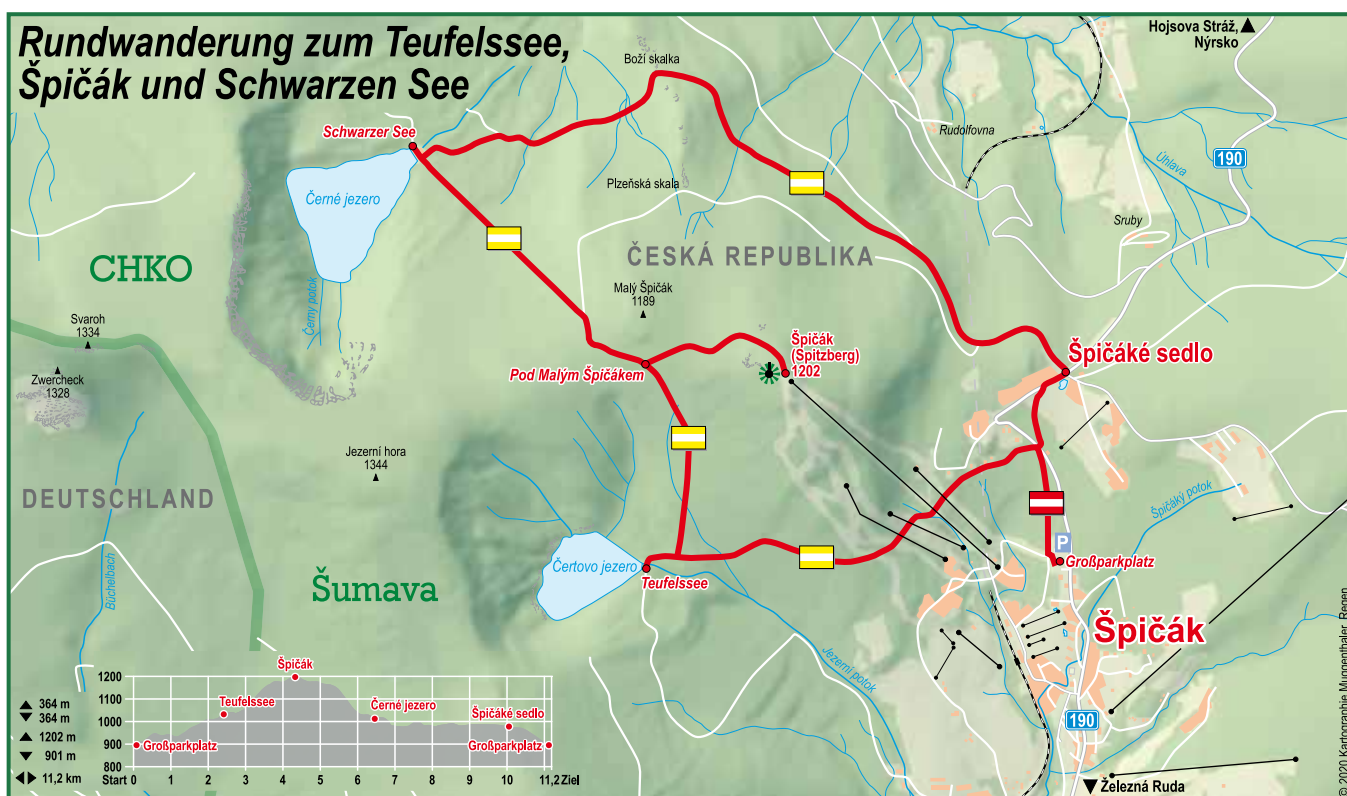 Rundwanderung zum Teufelssee,
Špičák und Schwarzen See
Hojsova Stráž,
Nýrsko
Boží skalka
Schwarzer See
Rudolfovna
190
Úhlava
Černé jezero
Plzeňská skala
Sruby
ČESKÁ REPUBLIKA
CHKO
Černy potok
Malý Špičák
1189
Svaroh
1334
Špičák
(Spitzberg)
1202
Špičáké sedlo
Pod Malým Špičákem
Zwercheck
1328
Jezerní hora
1344
DEUTSCHLAND
Špičáký potok
P
Großparkplatz
Čertovo jezero
Teufelssee
Büchelbach
Šumava
Špičák
Jezerní potok
190
Železná Ruda
© 2020 Kartographie Muggenthaler, Regen
1200
1100
1000
900
800
364 m
364 m
1202 m
901 m
11,2 km
Špičák
Teufelssee
Černé jezero
Špičáké sedlo
Großparkplatz
Großparkplatz
Start 0 1 2 3 4 5 6 7 8 9 10 11,2 Ziel